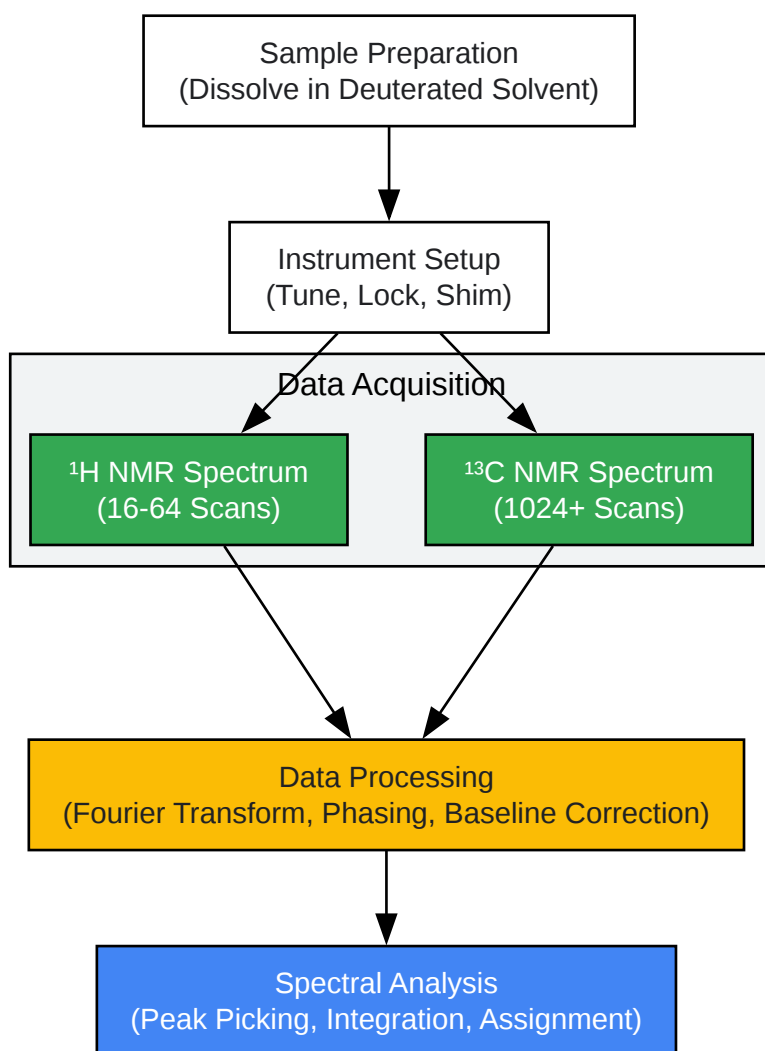 Sample Preparation
(Dissolve in Deuterated Solvent)
Instrument Setup
(Tune, Lock, Shim)
Data Acquisition
¹H NMR Spectrum
(16-64 Scans)
¹³C NMR Spectrum
(1024+ Scans)
Data Processing
(Fourier Transform, Phasing, Baseline Correction)
Spectral Analysis
(Peak Picking, Integration, Assignment)